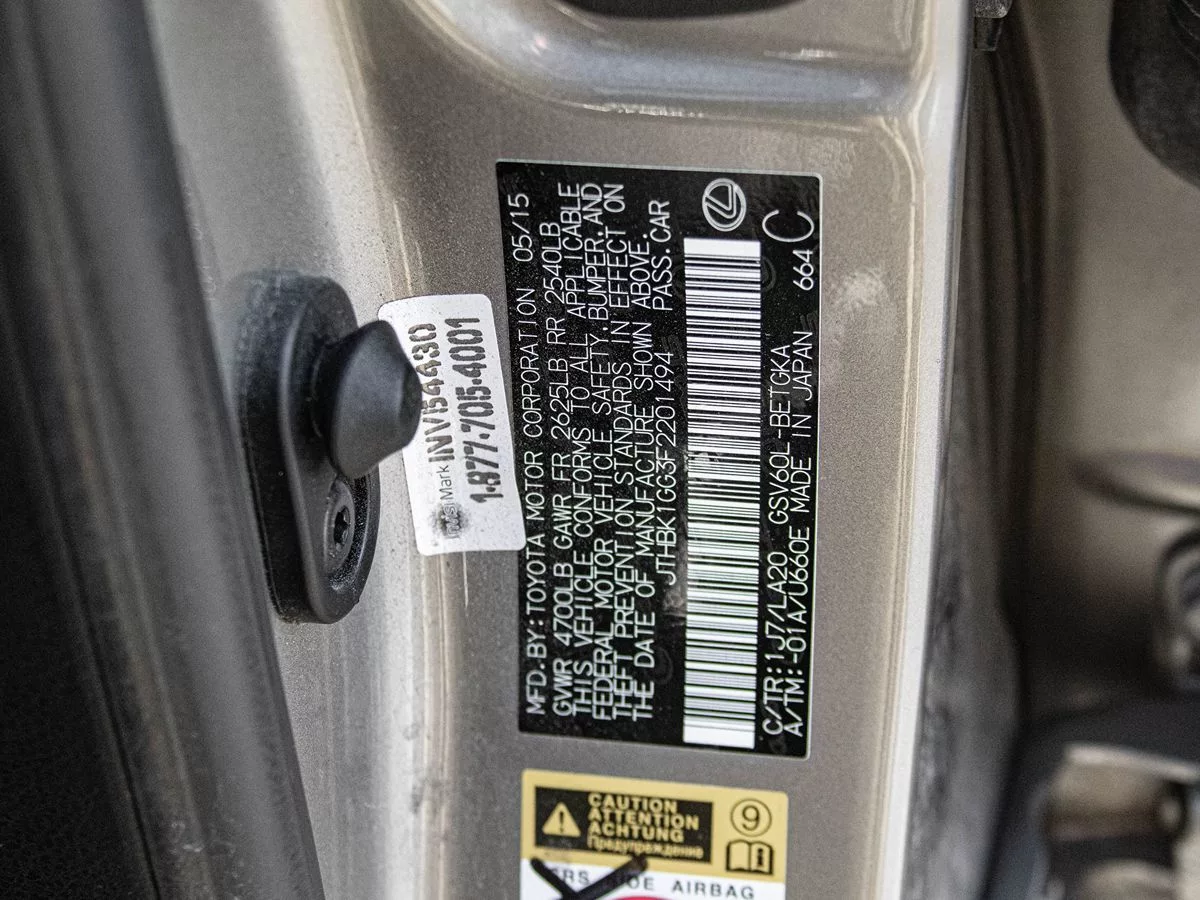 Mark INV54430
1-877-705-4001
MFD.BY:TOYOTA MOTOR CORPORATION 05/15
GVWR 4700LB GAWR FR 2625LB RR 2540LB
THIS VEHICLE CONFORMS TO ALL APPLICABLE
FEDERAL MOTOR VEHICLE SAFETY,BUMPER,AND
THEFT PREVENTION STANDARDS IN EFFECT ON
THE DATE OF MANUFACTURE SHOWN ABOVE.
JTHBK1GG3F2201494 PASS.CAR
C/TR:1J7/LA20 GSV60L-BETGKA 664 C
A/TM:-01A/U660E MADE IN JAPAN
CAUTION
ATTENTION
ACHTUNG
Предупреждение
9
AIRBAG